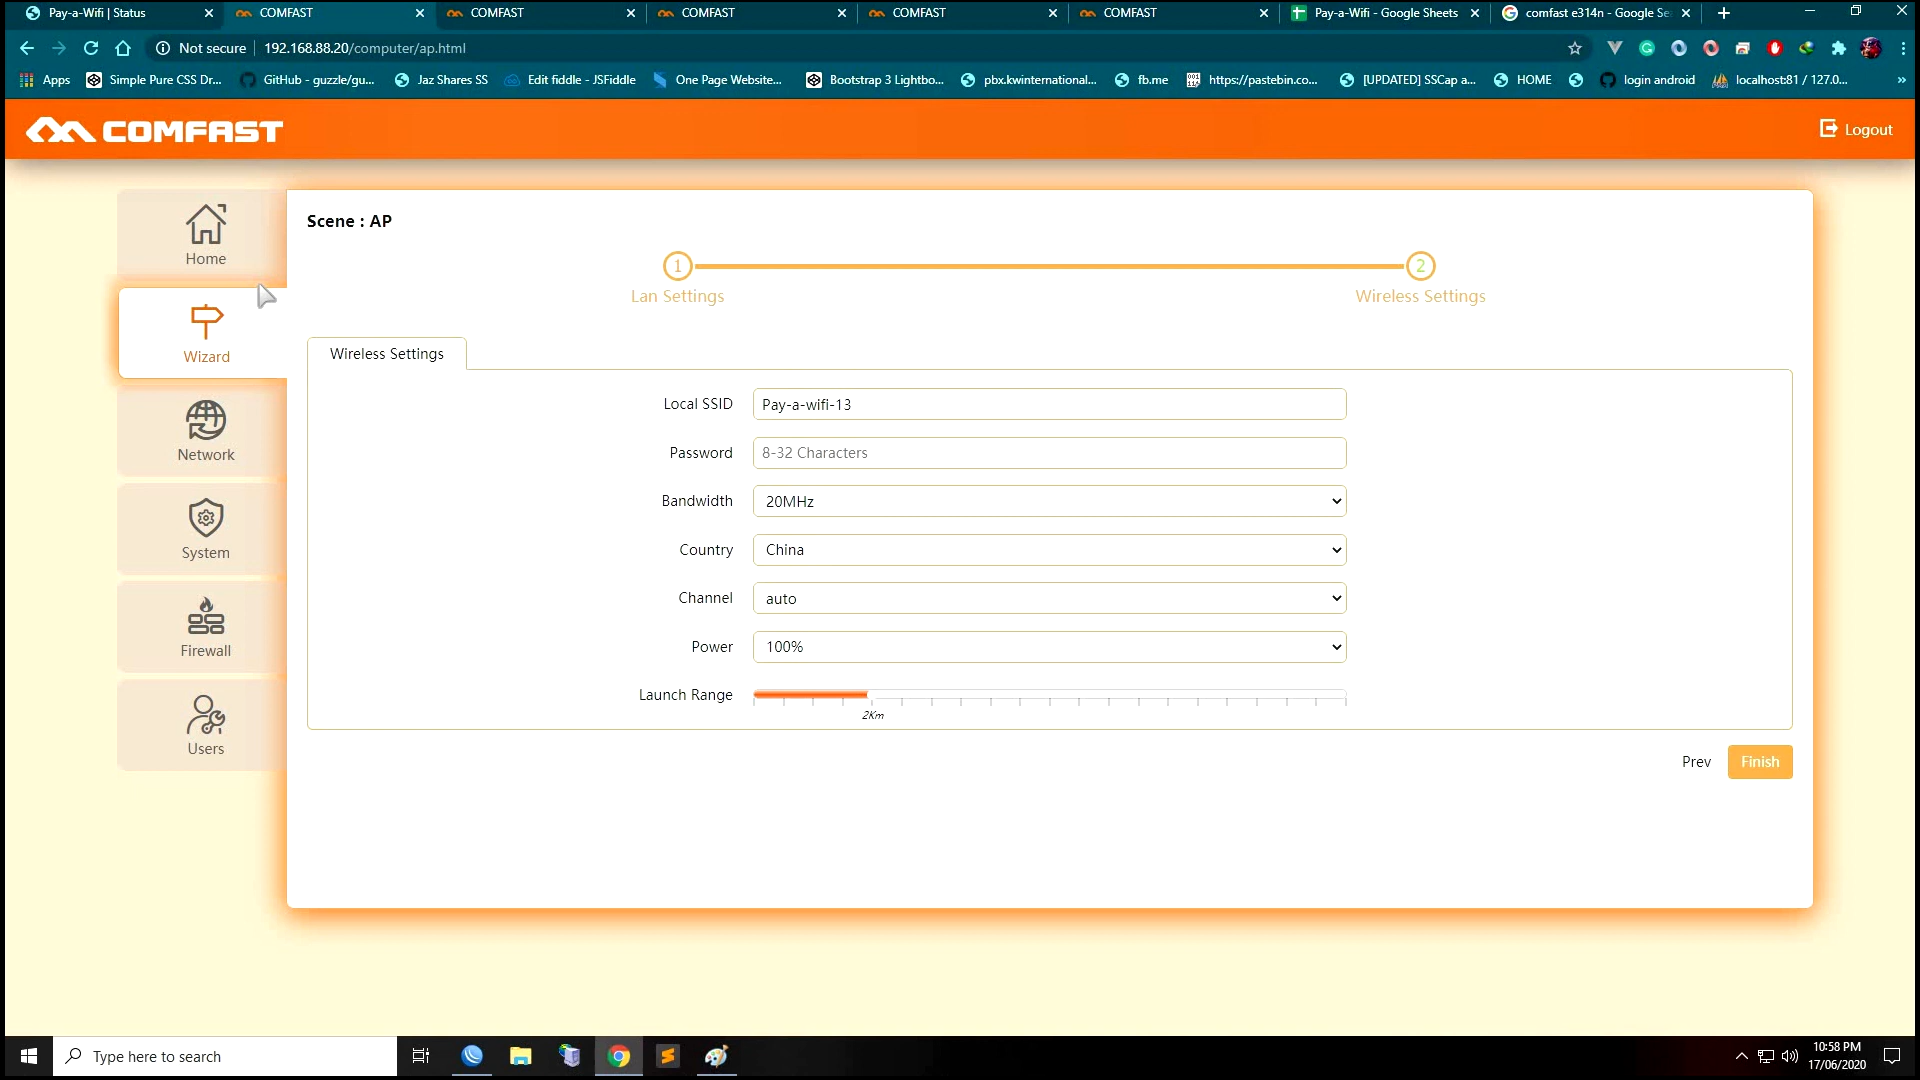 Pay-a-Wifi | Status
COMFAST
COMFAST
COMFAST
COMFAST
COMFAST
Pay-a-Wifi - Google Sheets
comfast e314n - Google Se
Not secure
192.168.88.20/computer/ap.html
Apps
Simple Pure CSS Dr...
GitHub - guzzle/gu...
Jaz Shares SS
Edit fiddle - JSFiddle
One Page Website...
Bootstrap 3 Lightbo...
pbx.kwinternational...
fb.me
https://pastebin.co...
[UPDATED] SSCap a...
HOME
login android
localhost:81 / 127.0...
COMFAST
Logout
Home
Wizard
Network
System
Firewall
Users
Scene : AP
1
2
Lan Settings
Wireless Settings
Wireless Settings
Local SSID
Pay-a-wifi-13
Password
8-32 Characters
Bandwidth
20MHz
Country
China
Channel
auto
Power
100%
Launch Range
2Km
Prev
Finish
Type here to search
10:58 PM
17/06/2020